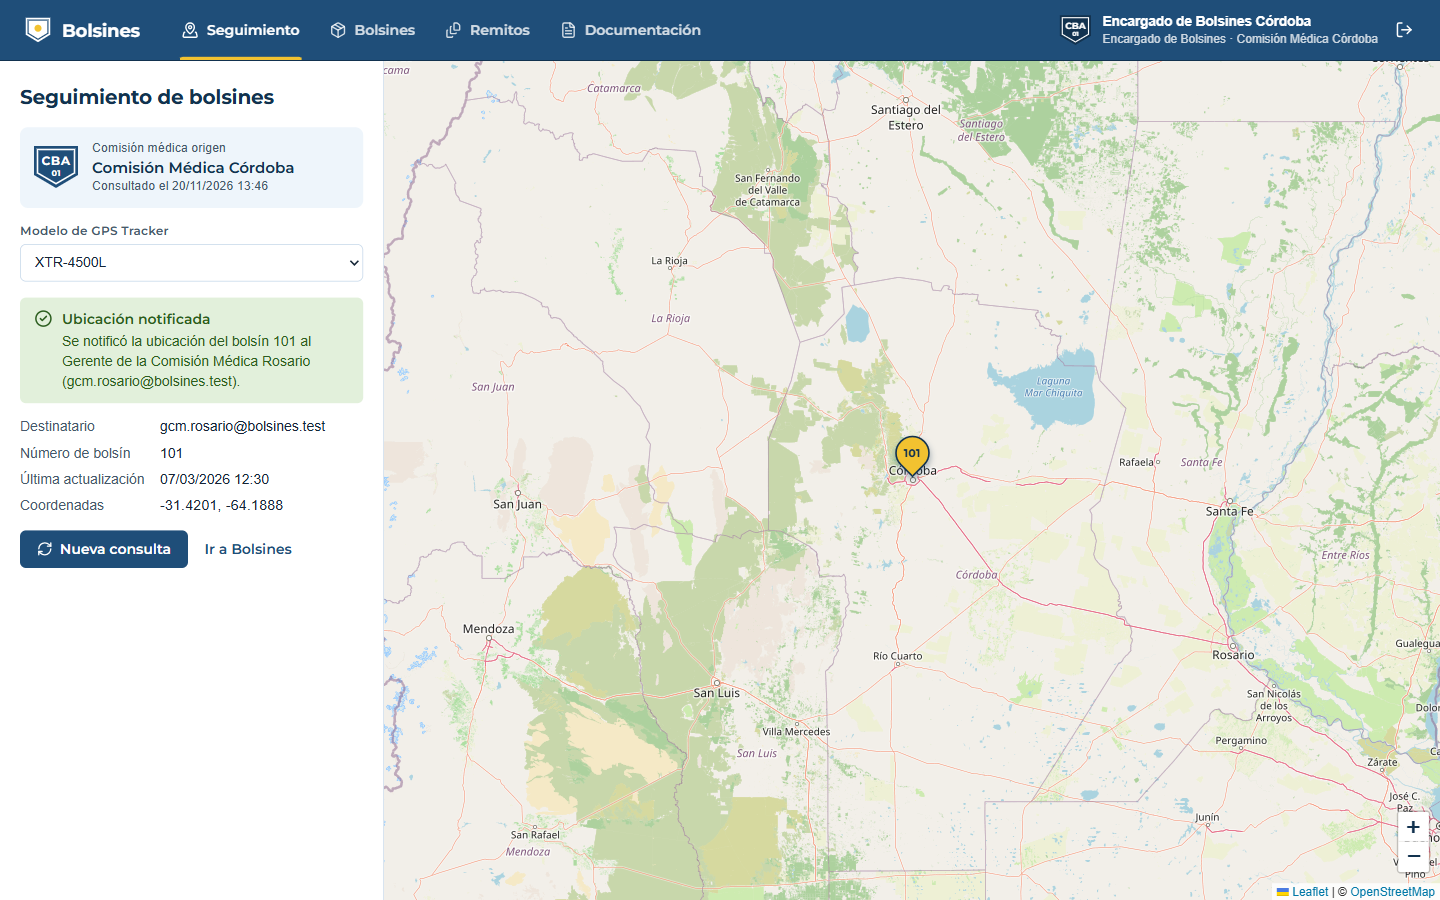 Bolsines
Seguimiento
Bolsines
Remitos
Documentación
CBA
01
Encargado de Bolsines Córdoba
Encargado de Bolsines · Comisión Médica Córdoba
Seguimiento de bolsines
CBA
01
Comisión médica origen
Comisión Médica Córdoba
Consultado el 20/11/2026 13:46
Modelo de GPS Tracker
XTR-4500L
Ubicación notificada
Se notificó la ubicación del bolsín 101 al
Gerente de la Comisión Médica Rosario
(gcm.rosario@bolsines.test).
Destinatario gcm.rosario@bolsines.test
Número de bolsín 101
Última actualización 07/03/2026 12:30
Coordenadas -31.4201, -64.1888
Nueva consulta
Ir a Bolsines
Catamarca
Santiago del
Estero
Santiago
del Estero
San Fernando
del Valle
de Catamarca
La Rioja
La Rioja
San Juan
Laguna
Mar Chiquita
101
Córdoba
Rafaela
Santa Fe
San Juan
Santa Fe
Entre Ríos
Córdoba
Mendoza
Río Cuarto
Rosario
San Luis
San Nicolás
de los
Arroyos
Villa Mercedes
San Luis
Pergamino
Zárate
José C.
Paz
Junín
San Rafael
Mendoza
+
−
Leaflet | © OpenStreetMap